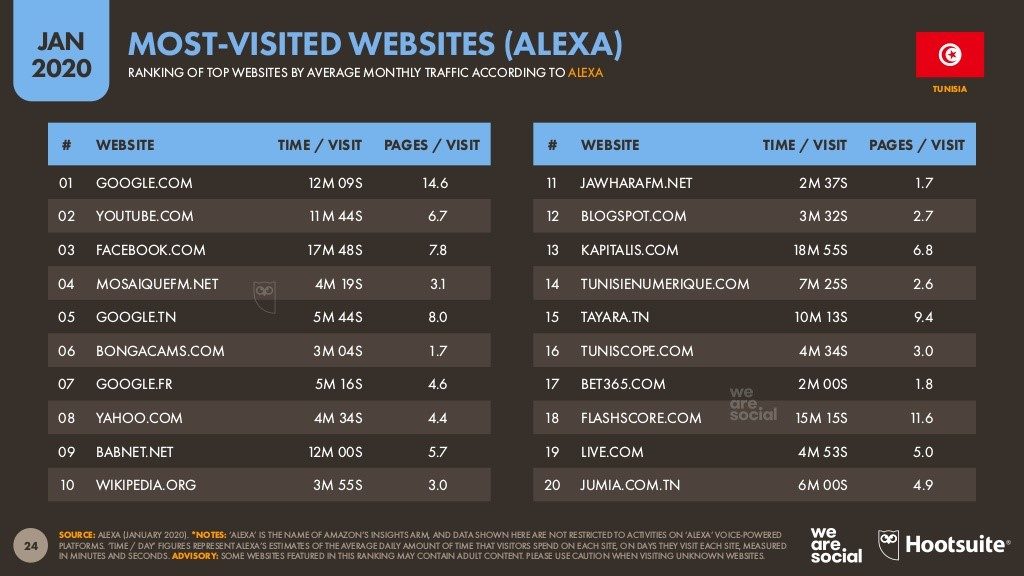 JAN
2020
MOST-VISITED WEBSITES (ALEXA)
RANKING OF TOP WEBSITES BY AVERAGE MONTHLY TRAFFIC ACCORDING TO ALEXA
TUNISIA
# WEBSITE TIME / VISIT PAGES / VISIT
01 GOOGLE.COM 12M 09S 14.6
02 YOUTUBE.COM 11M 44S 6.7
03 FACEBOOK.COM 17M 48S 7.8
04 MOSAIQUEFM.NET 4M 19S 3.1
05 GOOGLE.TN 5M 44S 8.0
06 BONGACAMS.COM 3M 04S 1.7
07 GOOGLE.FR 5M 16S 4.6
08 YAHOO.COM 4M 34S 4.4
09 BABNET.NET 12M 00S 5.7
10 WIKIPEDIA.ORG 3M 55S 3.0
# WEBSITE TIME / VISIT PAGES / VISIT
11 JAWHARAFM.NET 2M 37S 1.7
12 BLOGSPOT.COM 3M 32S 2.7
13 KAPITALIS.COM 18M 55S 6.8
14 TUNISIENUMERIQUE.COM 7M 25S 2.6
15 TAYARA.TN 10M 13S 9.4
16 TUNISCOPE.COM 4M 34S 3.0
17 BET365.COM 2M 00S 1.8
18 FLASHSCORE.COM 15M 15S 11.6
19 LIVE.COM 4M 53S 5.0
20 JUMIA.COM.TN 6M 00S 4.9
we
are
social
24
SOURCE: ALEXA (JANUARY 2020). *NOTES: 'ALEXA' IS THE NAME OF AMAZON'S INSIGHTS ARM, AND DATA SHOWN HERE ARE NOT RESTRICTED TO ACTIVITIES ON 'ALEXA' VOICE-POWERED
PLATFORMS. 'TIME / DAY' FIGURES REPRESENT ALEXA'S ESTIMATES OF THE AVERAGE DAILY AMOUNT OF TIME THAT VISITORS SPEND ON EACH SITE, ON DAYS THEY VISIT EACH SITE, MEASURED
IN MINUTES AND SECONDS. ADVISORY: SOME WEBSITES FEATURED IN THIS RANKING MAY CONTAIN ADULT CONTENT. PLEASE USE CAUTION WHEN VISITING UNKNOWN WEBSITES.
we
are
social
Hootsuite®